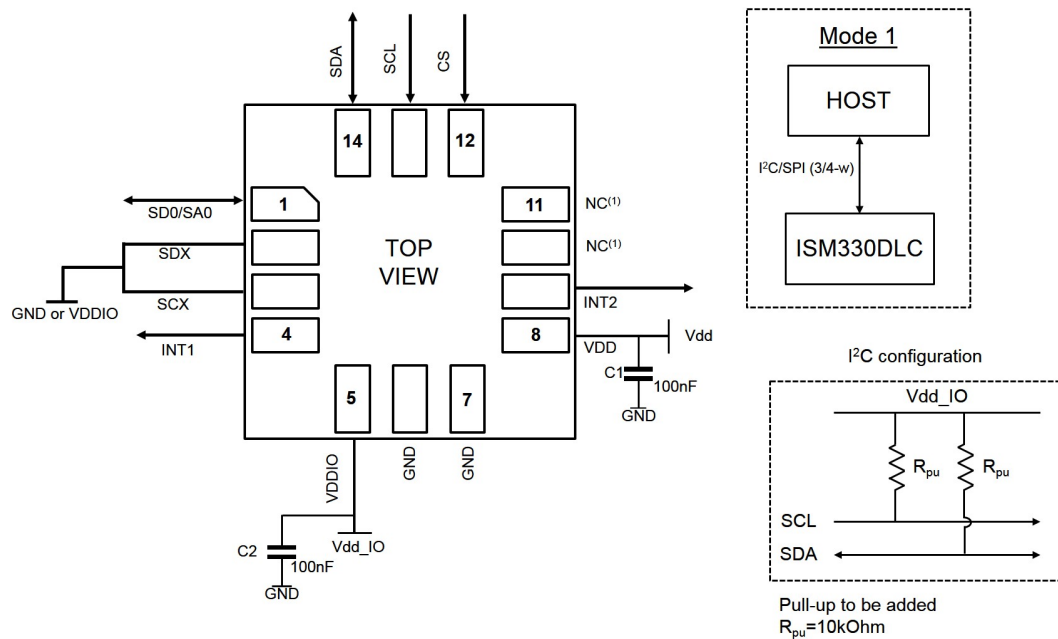 SDA
SCL
CS
14
12
1
11
NC(1)
SD0/SA0
TOP
VIEW
NC(1)
SDX
SCX
GND or VDDIO
INT2
INT1
4
8
VDD
Vdd
C1
100nF
GND
5
7
VDDIO
GND
GND
C2
100nF
Vdd_IO
GND
Mode 1
HOST
I²C/SPI (3/4-w)
ISM330DLC
I²C configuration
Vdd_IO
Rpu
Rpu
SCL
SDA
Pull-up to be added
Rpu=10kOhm